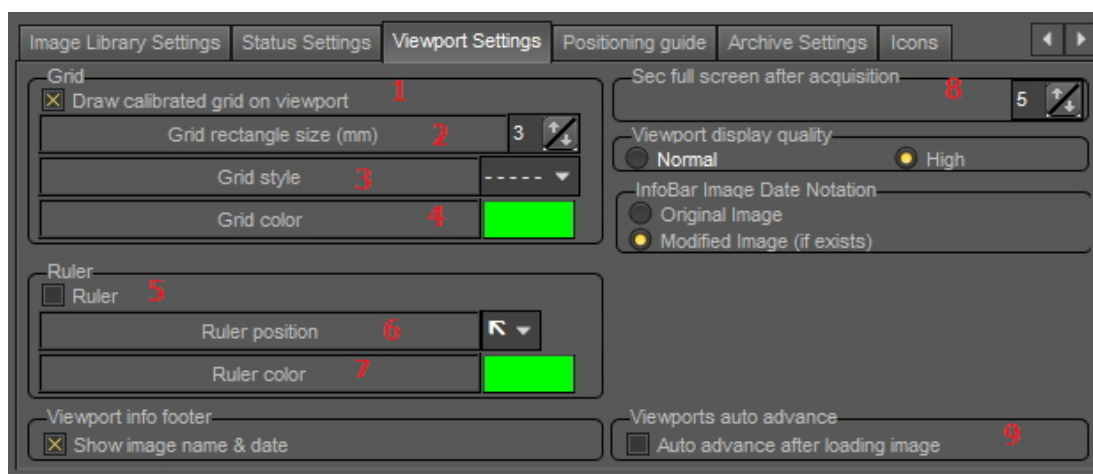 Image Library Settings Status Settings Viewport Settings Positioning guide Archive Settings Icons
Grid
Draw calibrated grid on viewport 1
Grid rectangle size (mm) 2 3
Grid style 3 -----
Grid color 4
Ruler
Ruler 5
Ruler position 6
Ruler color 7
Viewport info footer
Show image name & date
Sec full screen after acquisition 8
5
Viewport display quality
Normal High
InfoBar Image Date Notation
Original Image
Modified Image (if exists)
Viewports auto advance
Auto advance after loading image 9